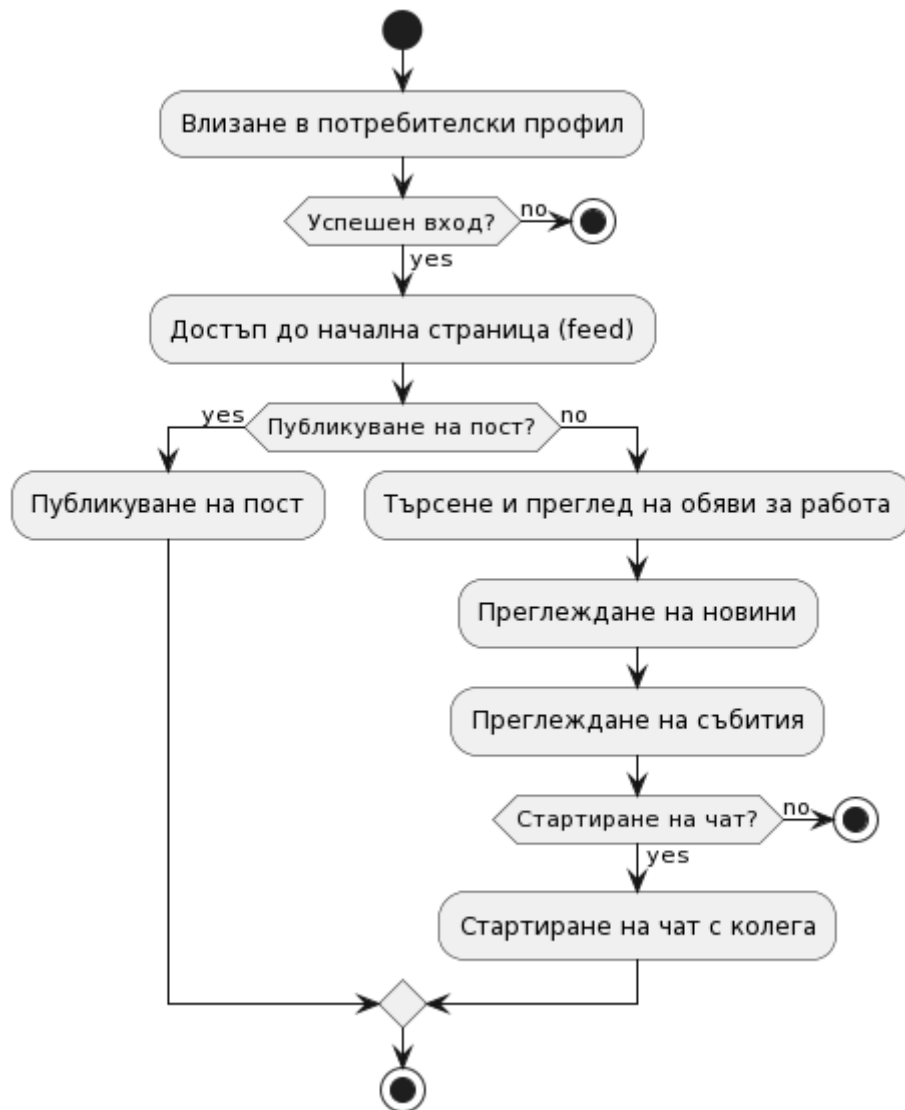 Влизане в потребителски профил
Успешен вход?
no
yes
Достъп до начална страница (feed)
yes
Публикуване на пост?
no
Публикуване на пост
Търсене и преглед на обяви за работа
Преглеждане на новини
Преглеждане на събития
Стартиране на чат?
no
yes
Стартиране на чат с колега